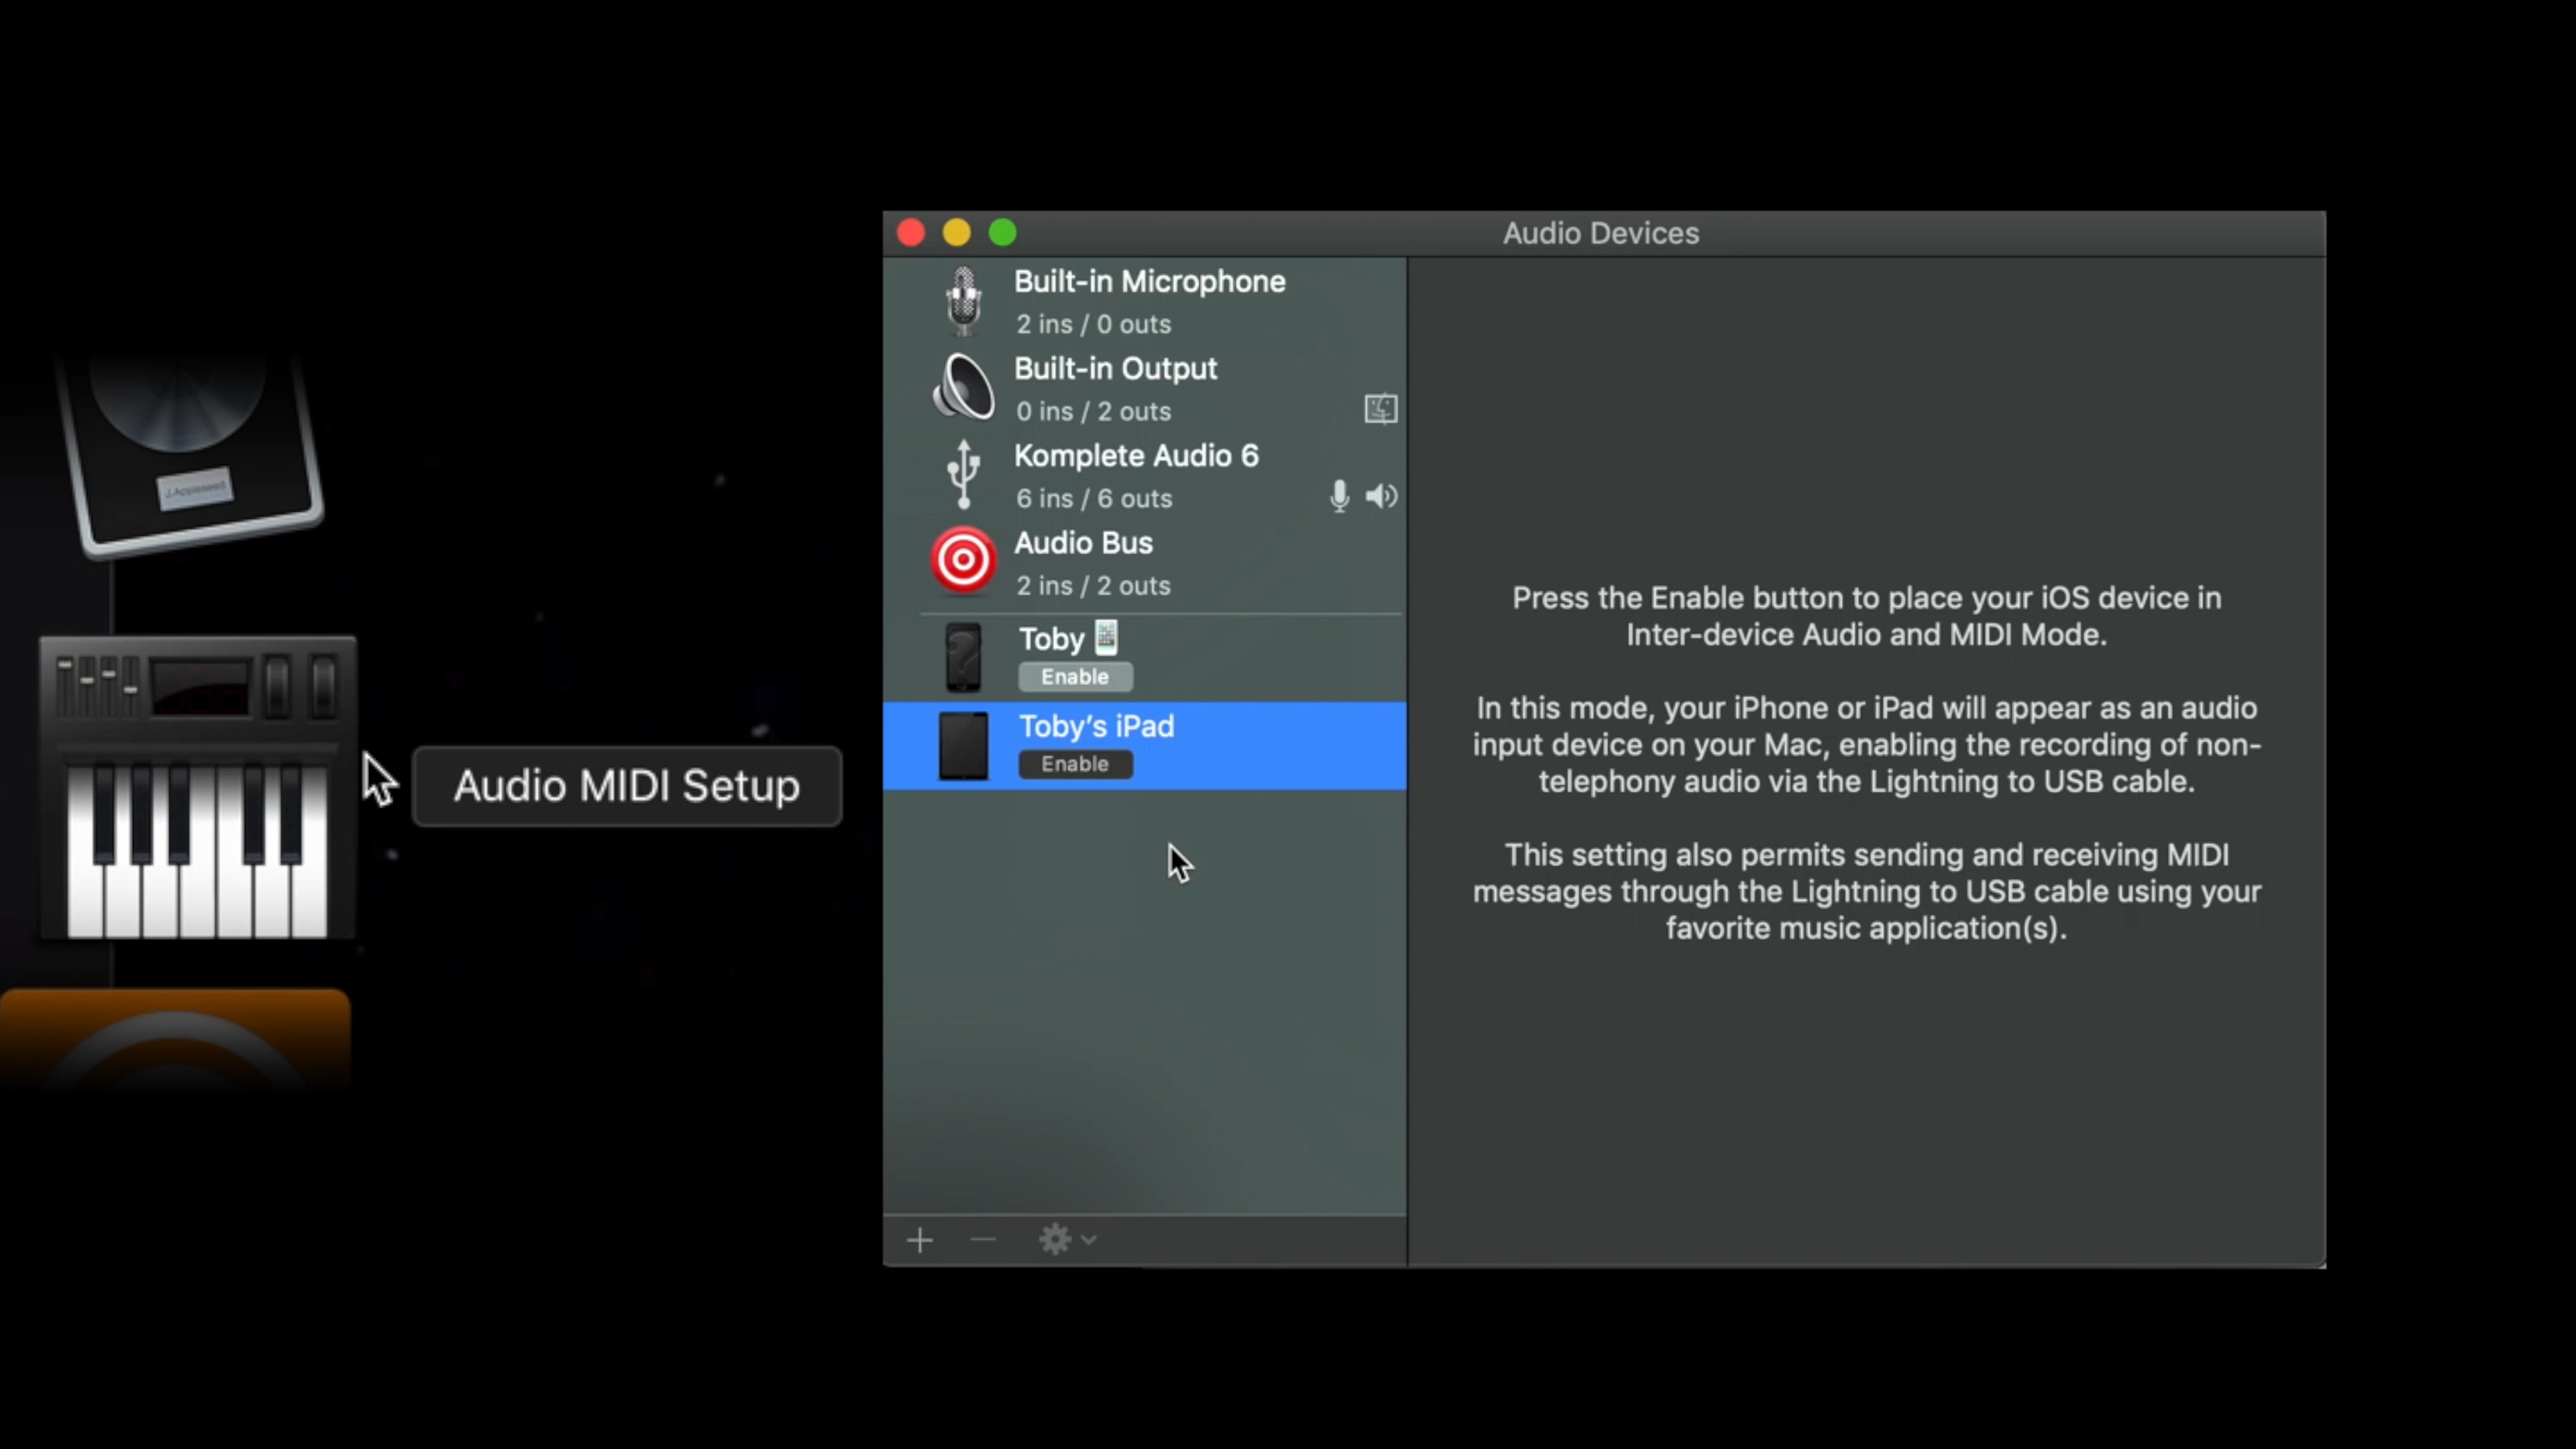 Audio Devices
Built-in Microphone
2 ins / 0 outs
Built-in Output
0 ins / 2 outs
Komplete Audio 6
6 ins / 6 outs
Audio Bus
2 ins / 2 outs
Toby
Enable
Toby’s iPad
Enable
J.Appleseed
Audio MIDI Setup
Press the Enable button to place your iOS device in
Inter-device Audio and MIDI Mode.
In this mode, your iPhone or iPad will appear as an audio
input device on your Mac, enabling the recording of non-
telephony audio via the Lightning to USB cable.
This setting also permits sending and receiving MIDI
messages through the Lightning to USB cable using your
favorite music application(s).